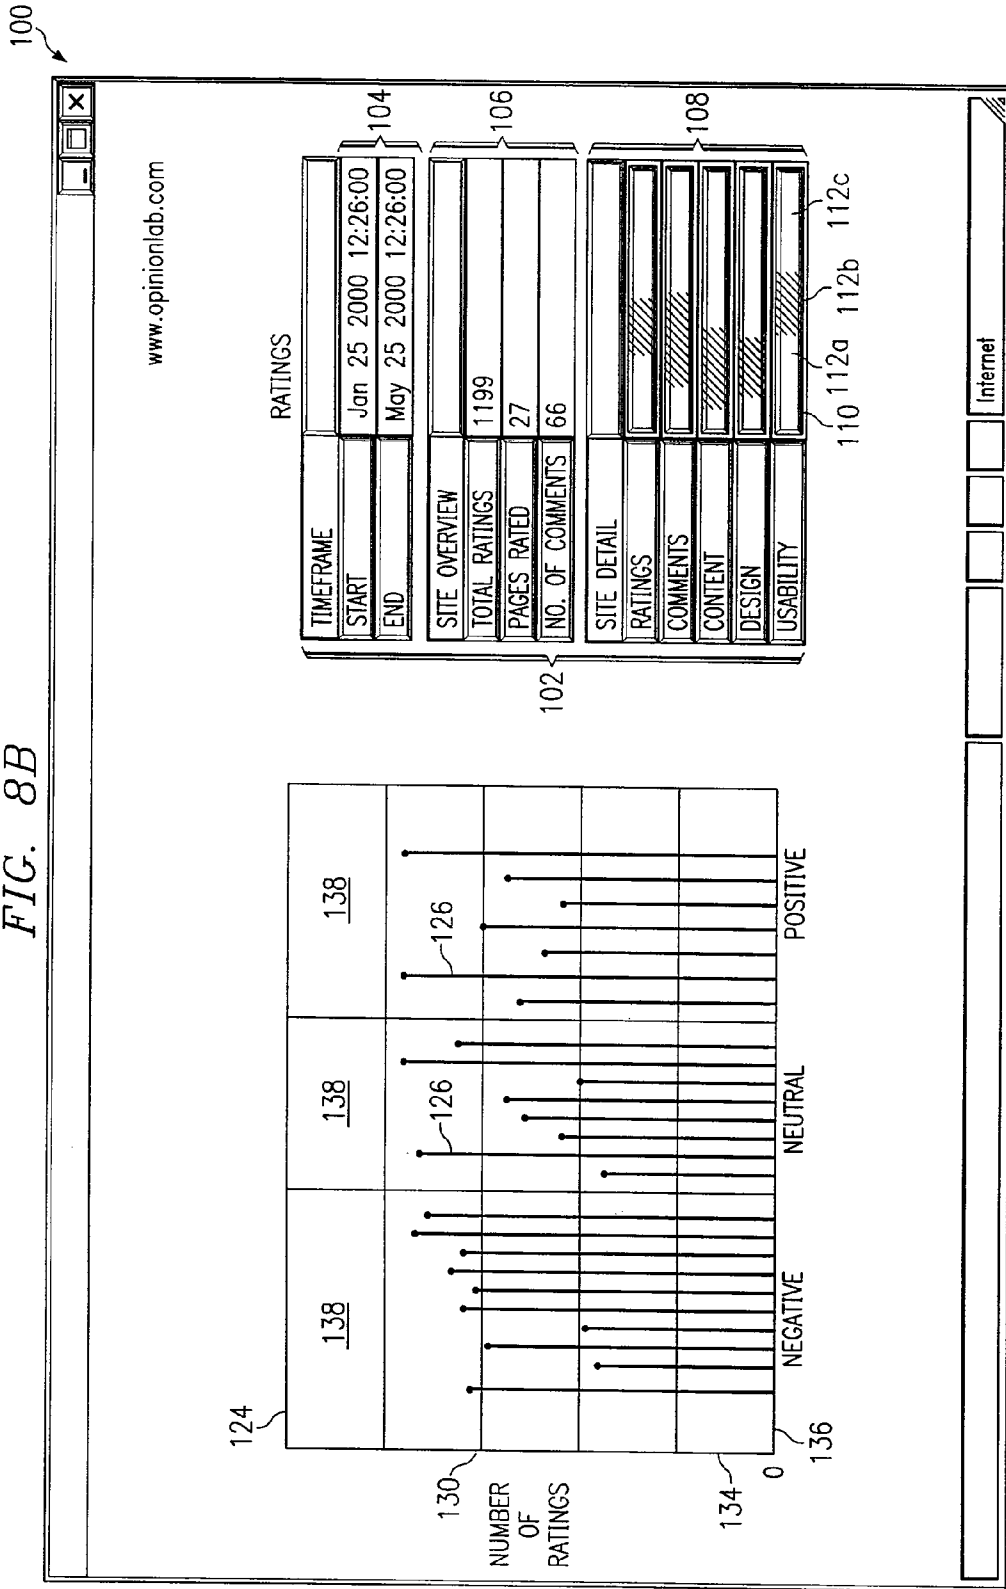 FIG. 8B
100
www.opinionlab.com
RATINGS
124
138
138
138
126
126
130
NUMBER
OF
RATINGS
134
0
136
NEGATIVE
NEUTRAL
POSITIVE
102
TIMEFRAME
START Jan 25 2000 12:26:00
END May 25 2000 12:26:00
104
SITE OVERVIEW
TOTAL RATINGS 1199
PAGES RATED 27
NO. OF COMMENTS 66
106
SITE DETAIL
RATINGS
COMMENTS
CONTENT
DESIGN
USABILITY
108
110
112a
112b
112c
Internet